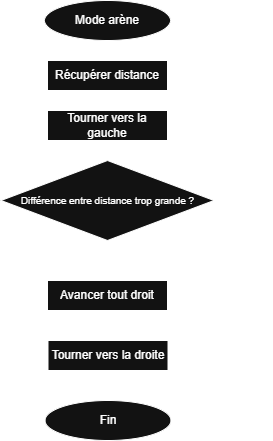 Mode arène
Récupérer distance
Tourner vers la
gauche
Différence entre distance trop grande ?
Avancer tout droit
Tourner vers la droite
Fin